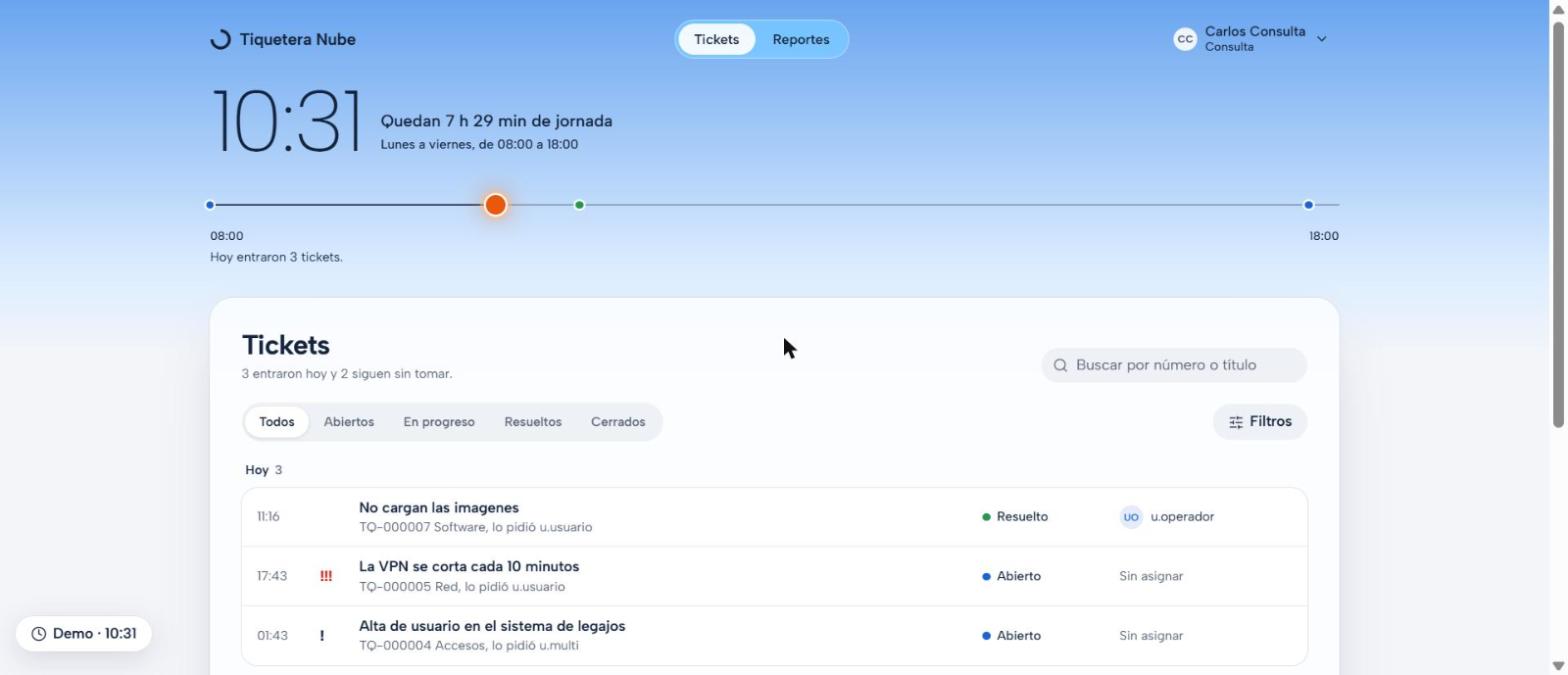 Tiquetera Nube
Tickets
Reportes
CC
Carlos Consulta
Consulta
10:31
Quedan 7 h 29 min de jornada
Lunes a viernes, de 08:00 a 18:00
08:00
18:00
Hoy entraron 3 tickets.
Tickets
3 entraron hoy y 2 siguen sin tomar.
Buscar por número o título
Todos
Abiertos
En progreso
Resueltos
Cerrados
Filtros
Hoy 3
11:16
No cargan las imagenes
TQ-000007 Software, lo pidió u.usuario
Resuelto
UO
u.operador
17:43
!!!
La VPN se corta cada 10 minutos
TQ-000005 Red, lo pidió u.usuario
Abierto
Sin asignar
01:43
!
Alta de usuario en el sistema de legajos
TQ-000004 Accesos, lo pidió u.multi
Abierto
Sin asignar
Demo · 10:31